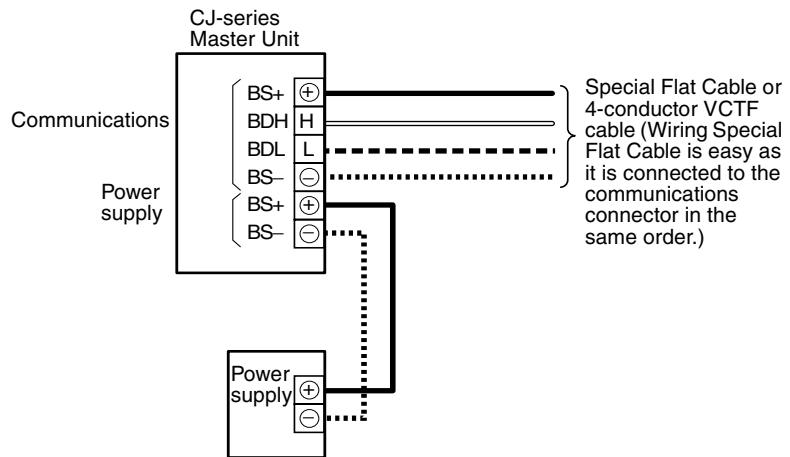 CJ-series
Master Unit
Communications
BS+ ⊕
BDH H
BDL L
BS− ⊖
Power
supply
BS+ ⊕
BS− ⊖
Special Flat Cable or
4-conductor VCTF
cable (Wiring Special
Flat Cable is easy as
it is connected to the
communications
connector in the
same order.)
Power
supply
⊕
⊖